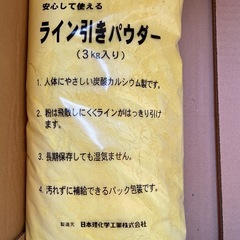 安心して使える
ライン引きパウダー
(3kg入り)
1.人体にやさしい炭酸カルシウム製です。
2.粉は飛散しにくくラインがはっきり引け
ます。
3.長期保存しても湿気ません。
4.汚れずに補給できるパック包装です。
製造元 日本理化学工業株式会社